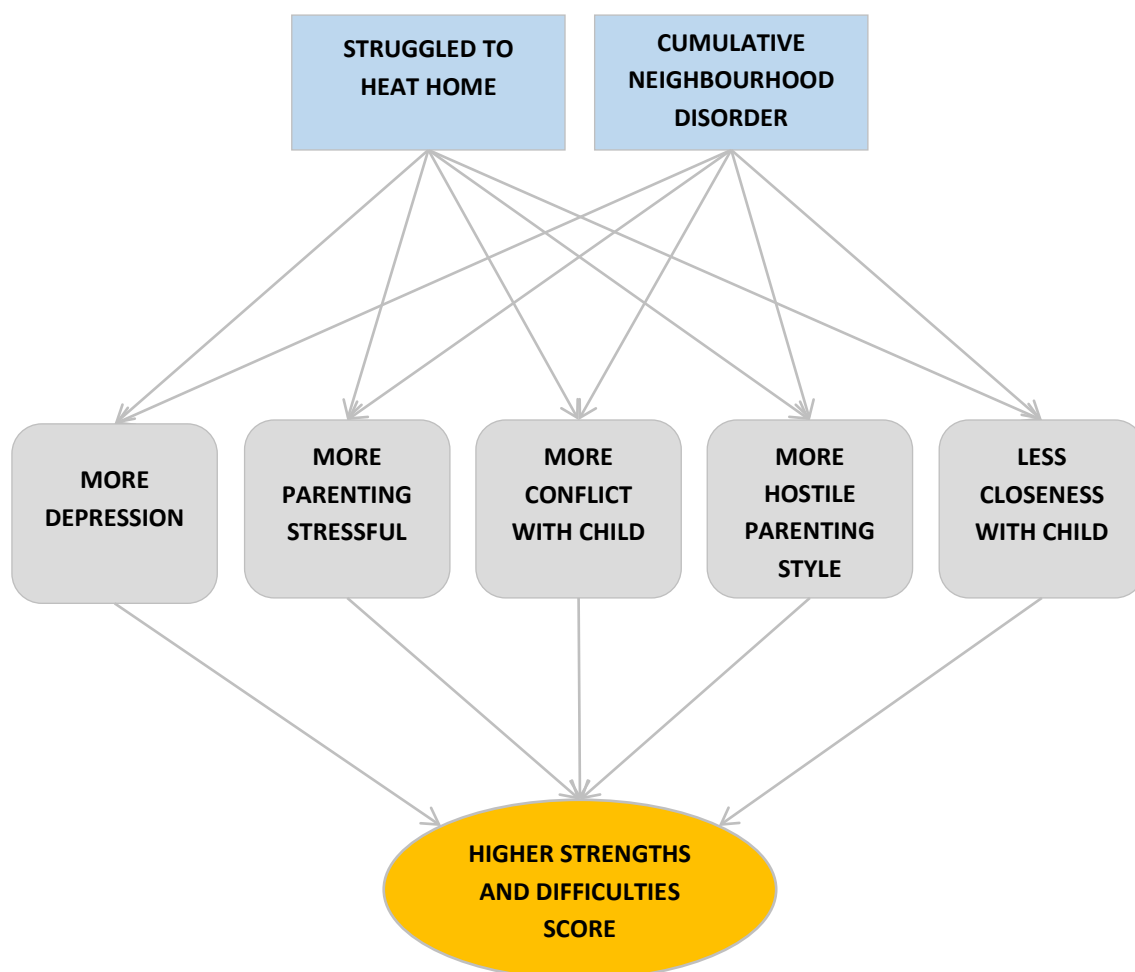 STRUGGLED TO
HEAT HOME
CUMULATIVE
NEIGHBOURHOOD
DISORDER
MORE
DEPRESSION
MORE
PARENTING
STRESSFUL
MORE
CONFLICT
WITH CHILD
MORE
HOSTILE
PARENTING
STYLE
LESS
CLOSENESS
WITH CHILD
HIGHER STRENGTHS
AND DIFFICULTIES
SCORE